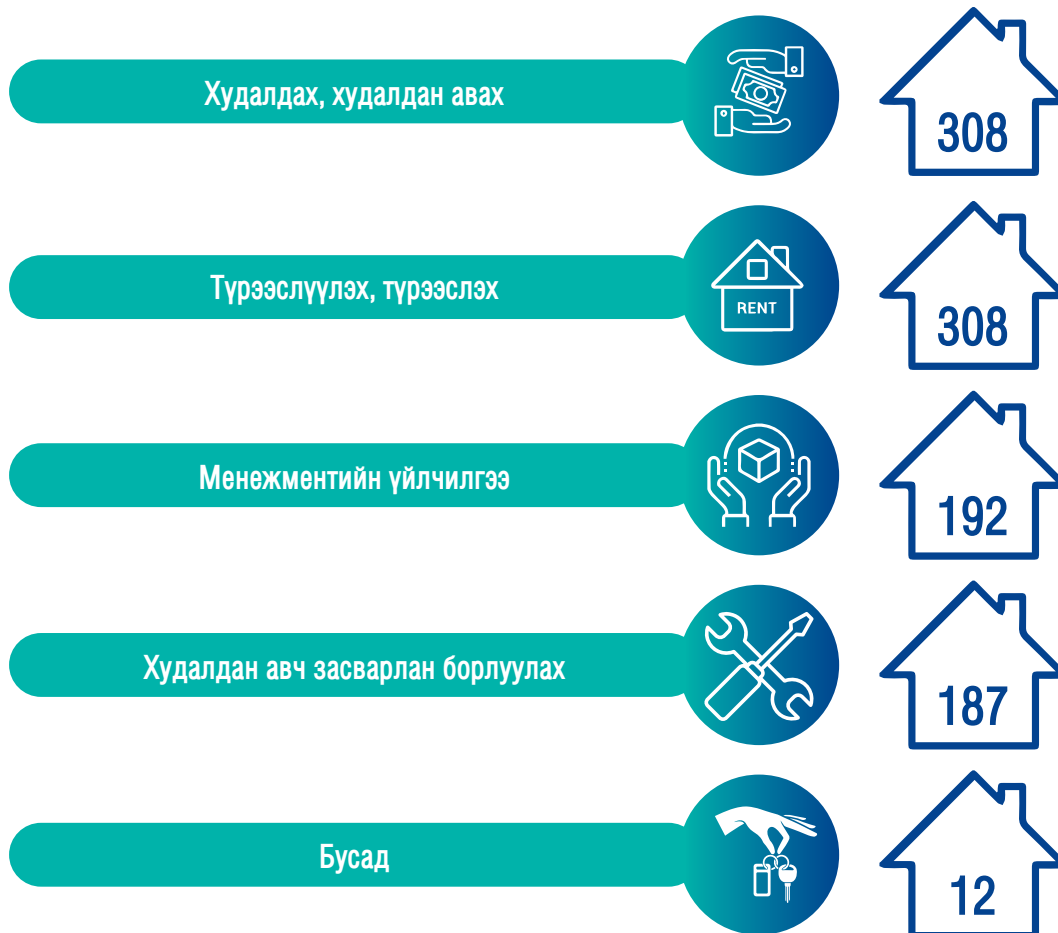 Худалдах, худалдан авах
308
Түрээслүүлэх, түрээслэх
RENT
308
Менежментийн үйлчилгээ
192
Худалдан авч засварлан борлуулах
187
Бусад
12